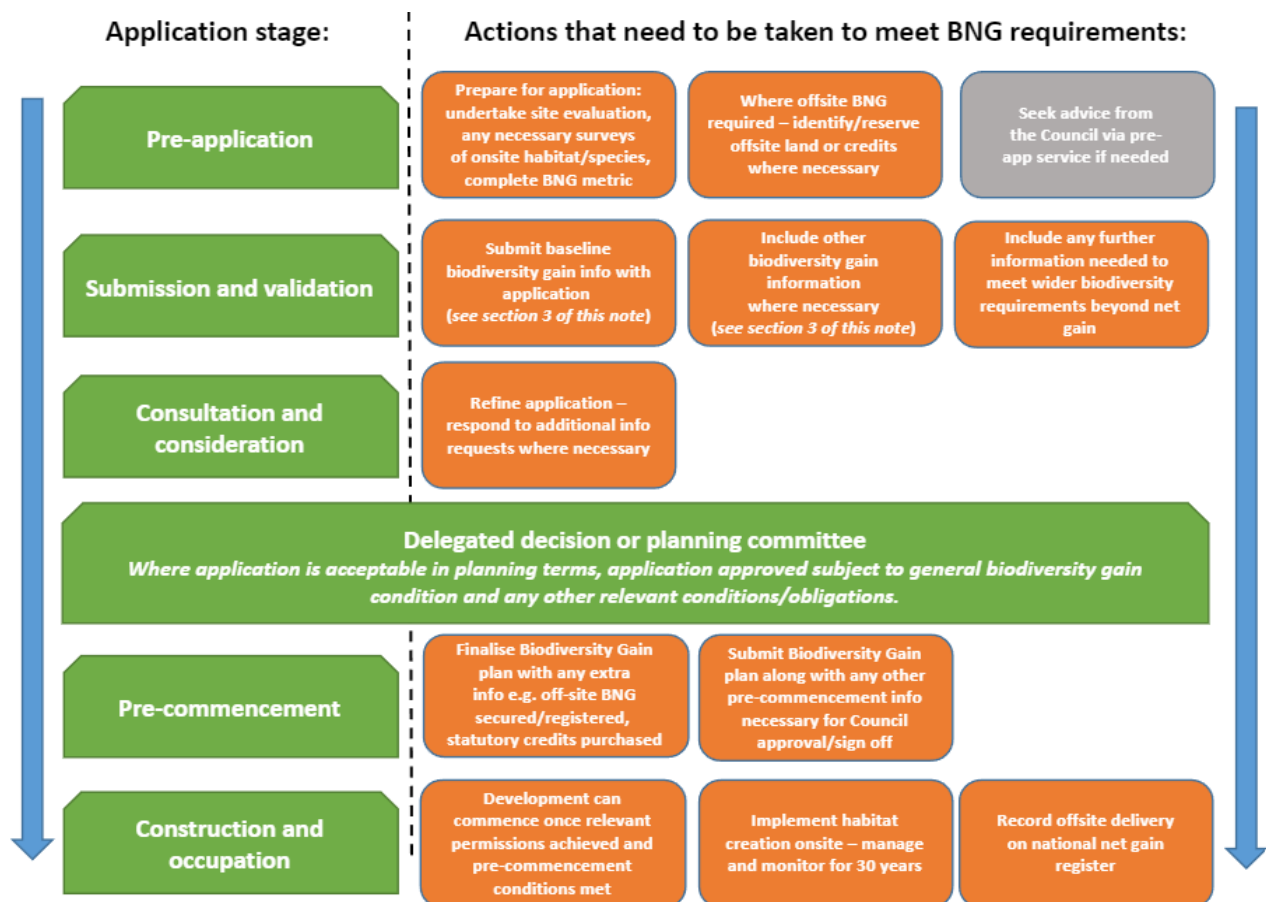 Application stage:
Actions that need to be taken to meet BNG requirements:
Pre-application
Prepare for application:
undertake site evaluation,
any necessary surveys
of onsite habitat/species,
complete BNG metric
Where offsite BNG
required – identify/reserve
offsite land or credits
where necessary
Seek advice from
the Council via pre-
app service if needed
Submission and validation
Submit baseline
biodiversity gain info with
application
(see section 3 of this note)
Include other
biodiversity gain
information
where necessary
(see section 3 of this note)
Include any further
information needed to
meet wider biodiversity
requirements beyond net
gain
Consultation and
consideration
Refine application –
respond to additional info
requests where necessary
Delegated decision or planning committee
Where application is acceptable in planning terms, application approved subject to general biodiversity gain
condition and any other relevant conditions/obligations.
Pre-commencement
Finalise Biodiversity Gain
plan with any extra
info e.g. off-site BNG
secured/registered,
statutory credits purchased
Submit Biodiversity Gain
plan along with any other
pre-commencement info
necessary for Council
approval/sign off
Construction and
occupation
Development can
commence once relevant
permissions achieved and
pre-commencement
conditions met
Implement habitat
creation onsite – manage
and monitor for 30 years
Record offsite delivery
on national net gain
register